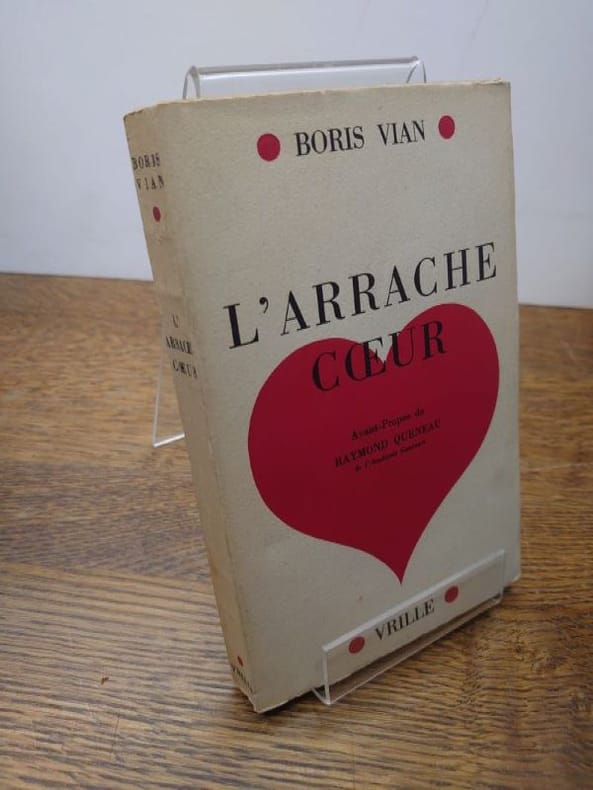 BORIS VIAN
L'ARRACHE
CŒUR
Avant-Propos de
RAYMOND QUENEAU
de l'Académie Goncourt
VRILLE
BORIS
VIAN
L'
ARRACHE
CŒUR